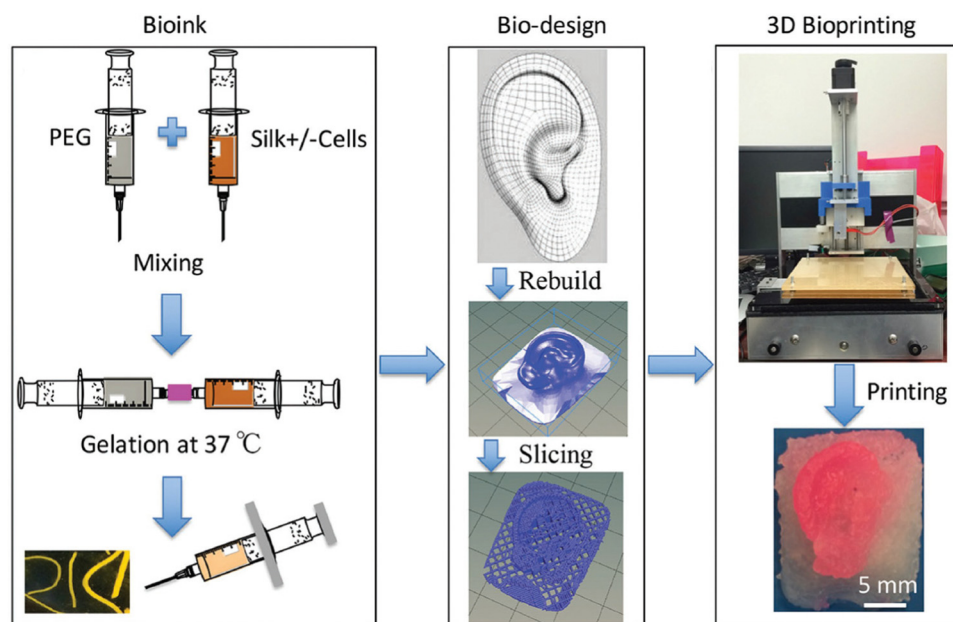 Bioink
PEG
Silk+/-Cells
Mixing
Gelation at 37 ℃
Bio-design
Rebuild
Slicing
3D Bioprinting
Printing
5 mm